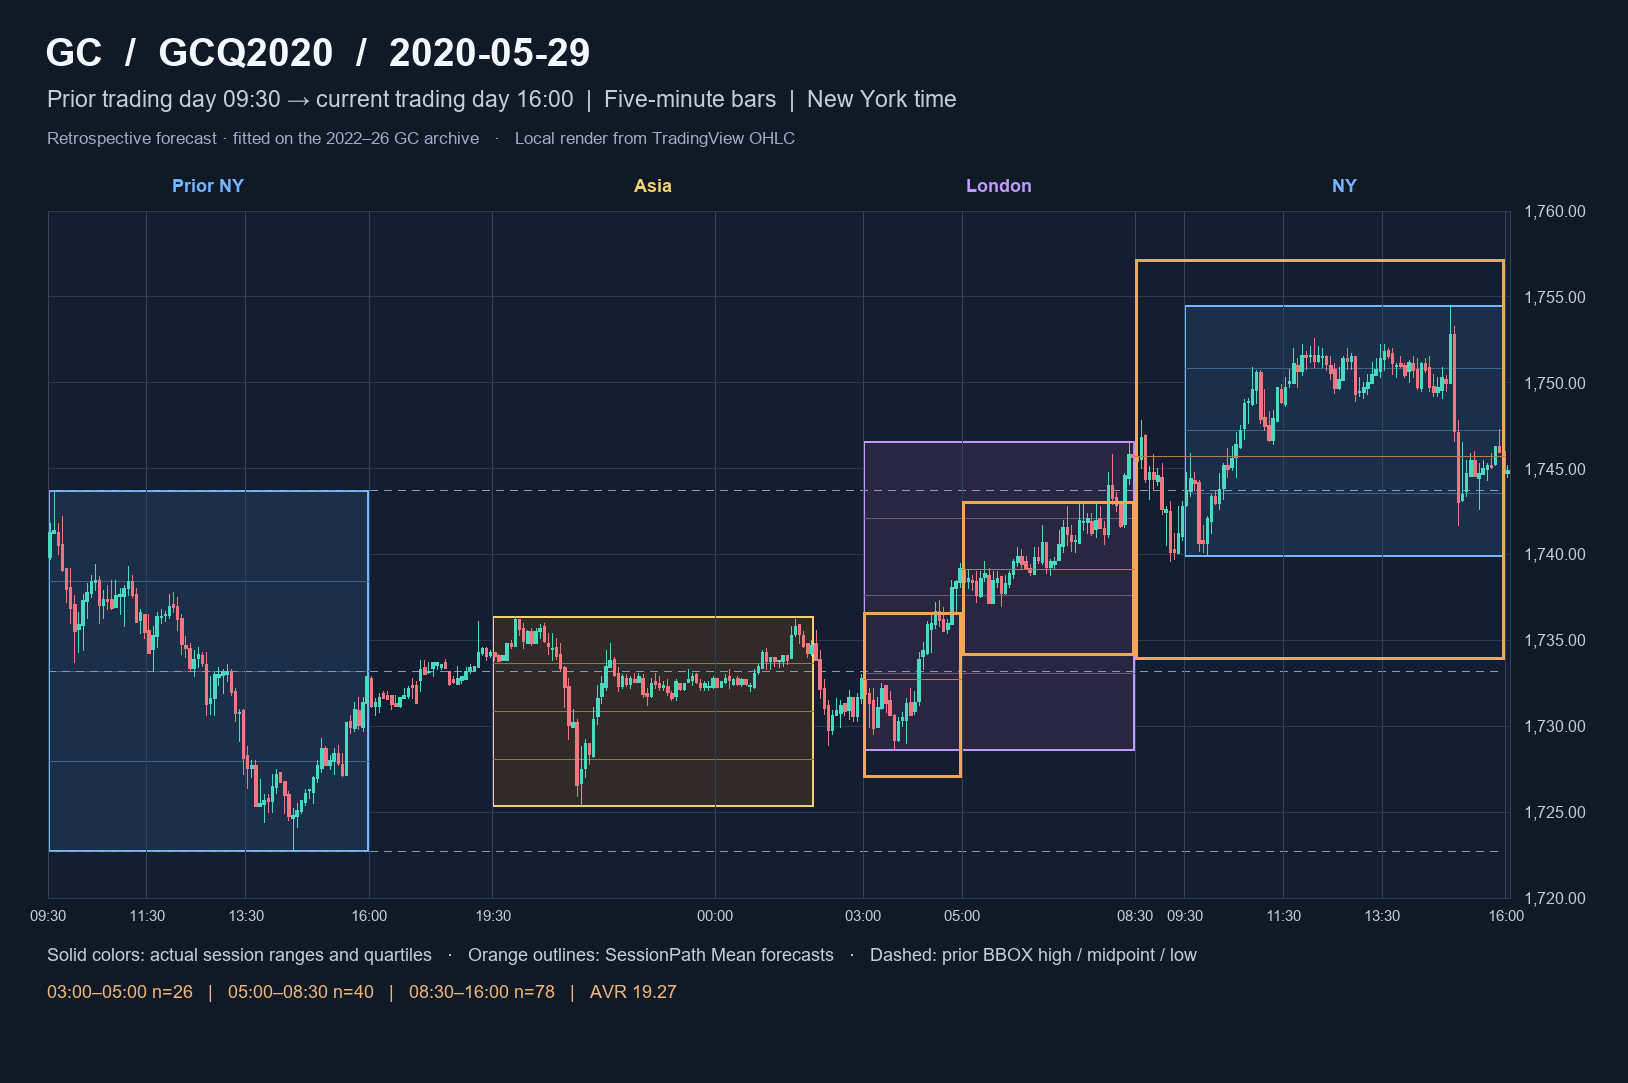 GC / GCQ2020 / 2020-05-29
Prior trading day 09:30 → current trading day 16:00 | Five-minute bars | New York time
Retrospective forecast · fitted on the 2022–26 GC archive · Local render from TradingView OHLC
Prior NY Asia London NY
1,760.00
1,755.00
1,750.00
1,745.00
1,740.00
1,735.00
1,730.00
1,725.00
1,720.00
09:30 11:30 13:30 16:00 19:30 00:00 03:00 05:00 08:30 09:30 11:30 13:30 16:00
Solid colors: actual session ranges and quartiles · Orange outlines: SessionPath Mean forecasts · Dashed: prior BBOX high / midpoint / low
03:00–05:00 n=26 | 05:00–08:30 n=40 | 08:30–16:00 n=78 | AVR 19.27